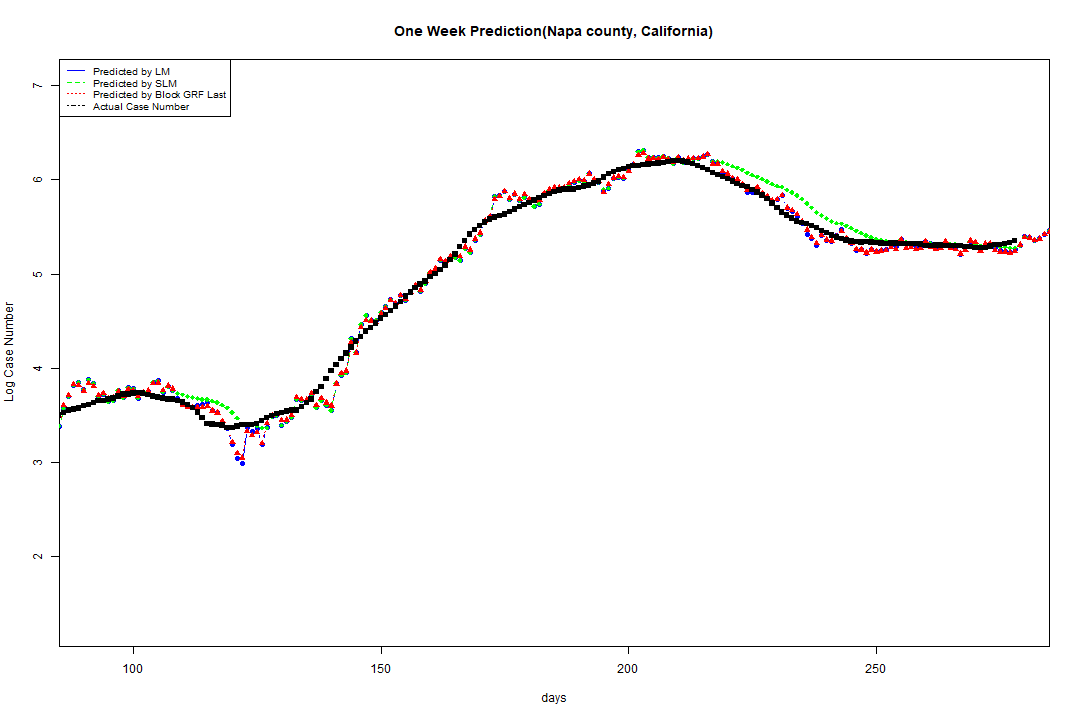 One Week Prediction(Napa county, California)
Predicted by LM
Predicted by SLM
Predicted by Block GRF Last
Actual Case Number
7
6
5
4
3
2
Log Case Number
100 150 200 250
days